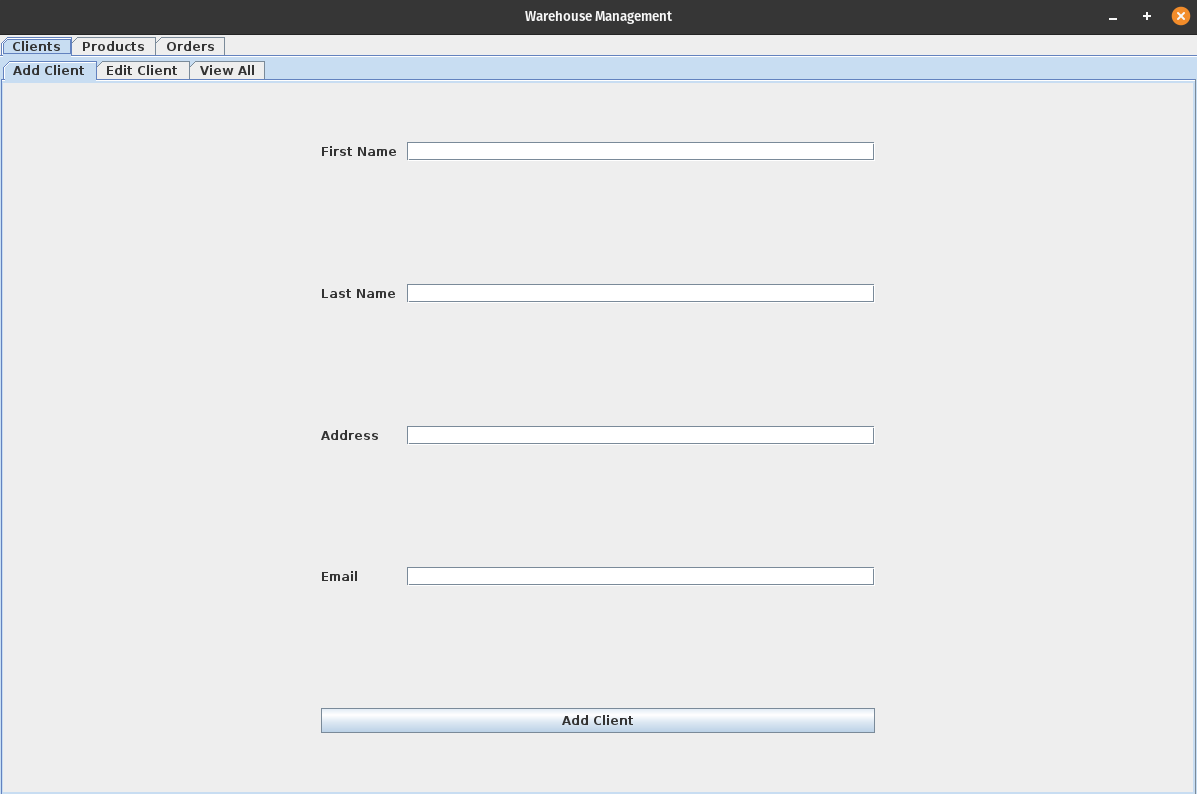 Warehouse Management
Clients Products Orders
Add Client Edit Client View All
First Name
Last Name
Address
Email
Add Client